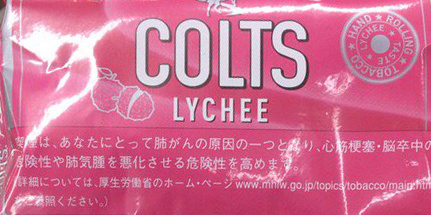 COLTS
LYCHEE
HAND ROLLING TOBACCO
LYCHEE TASTE
は、あなたにとって肺がんの原因の一つとなり、心筋梗塞・脳卒中の
危険性や肺気腫を悪化させる危険性を高めます。
詳細については、厚生労働省のホーム・ページ www.mhlw.go.jp/topics/tobacco/main.htm
ご参照ください。)